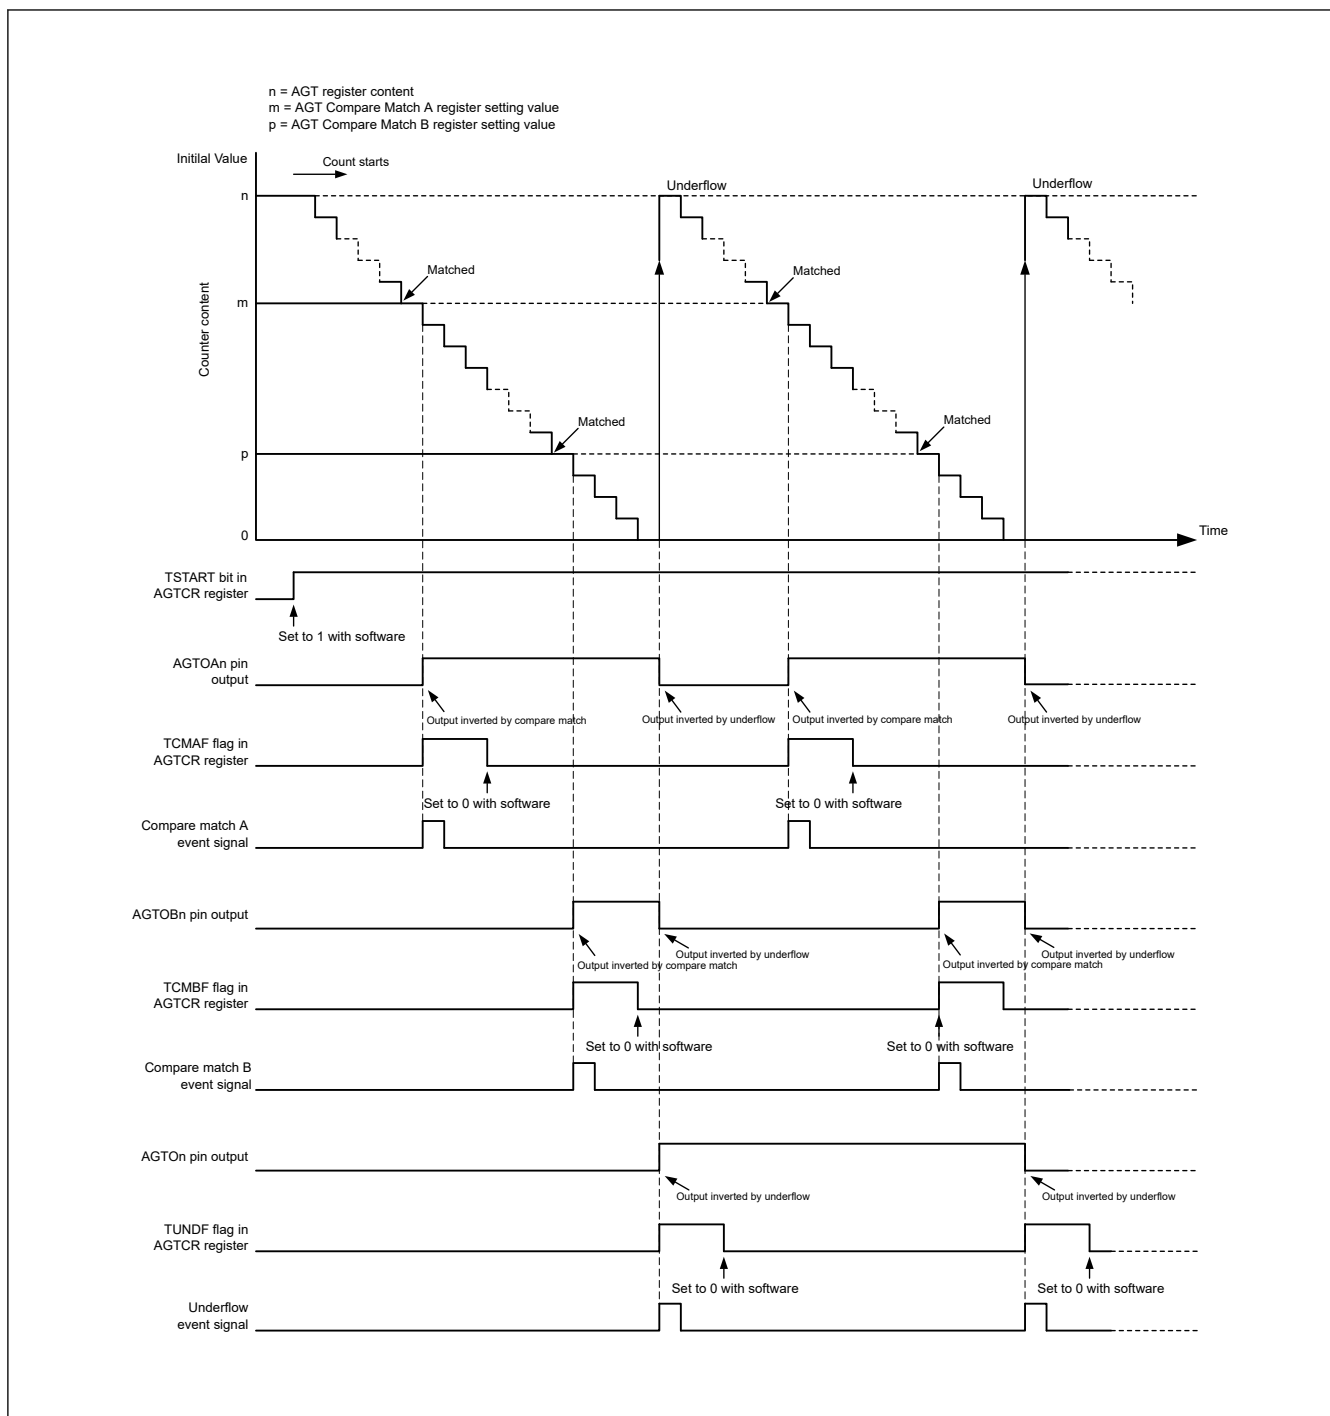 n = AGT register content
m = AGT Compare Match A register setting value
p = AGT Compare Match B register setting value
Initilal Value
Count starts
n
Underflow
Underflow
Matched
Matched
m
Counter content
Matched
Matched
p
0
Time
TSTART bit in
AGTCR register
Set to 1 with software
AGTOAn pin
output
Output inverted by compare match
Output inverted by underflow
Output inverted by compare match
Output inverted by underflow
TCMAF flag in
AGTCR register
Set to 0 with software
Set to 0 with software
Compare match A
event signal
AGTOBn pin output
Output inverted by compare match
Output inverted by underflow
Output inverted by compare match
Output inverted by underflow
TCMBF flag in
AGTCR register
Set to 0 with software
Set to 0 with software
Compare match B
event signal
AGTOn pin output
Output inverted by underflow
Output inverted by underflow
TUNDF flag in
AGTCR register
Set to 0 with software
Set to 0 with software
Underflow
event signal